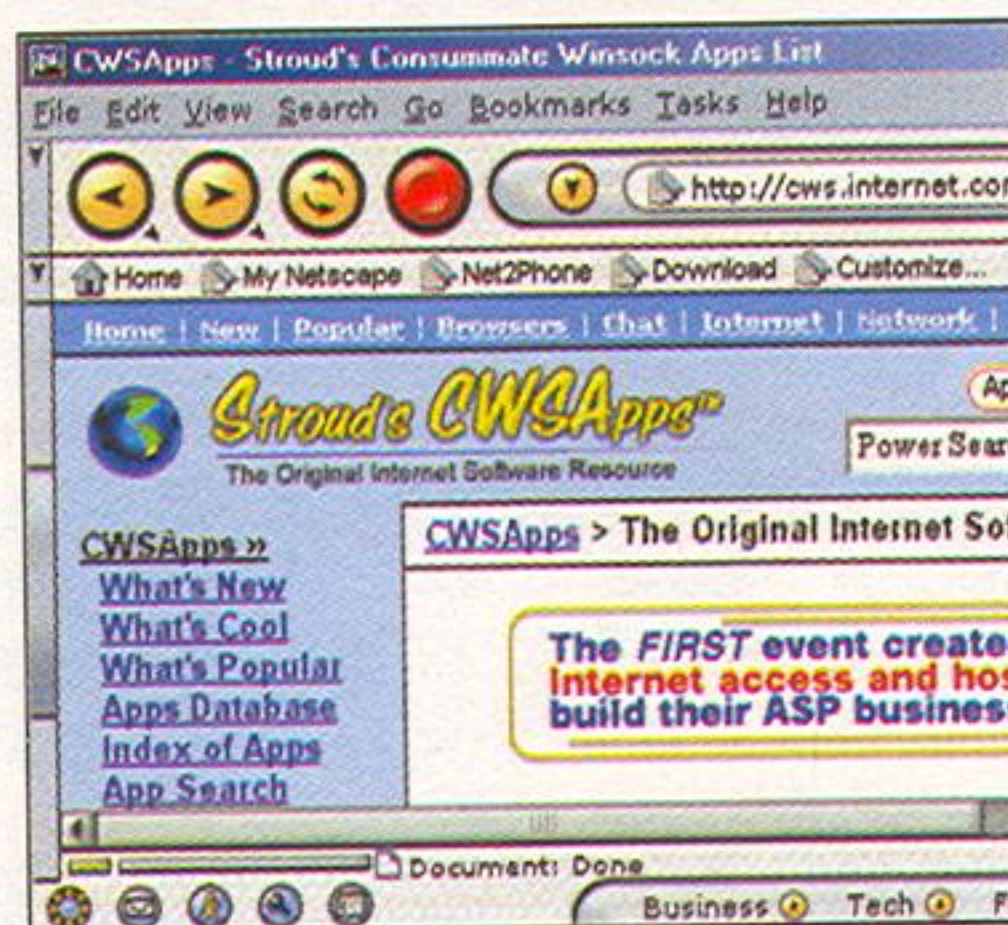 CWSApps - Stroud's Consummate Winsock Apps List
File Edit View Search Go Bookmarks Tasks Help
http://cws.internet.co
Home My Netscape Net2Phone Download Customize...
Home | New | Popular | Browsers | Chat | Internet | Network |
Stroud's CWSApps™
The Original Internet Software Resource
Ap
Power Sear
CWSApps »
What's New
What's Cool
What's Popular
Apps Database
Index of Apps
App Search
CWSApps > The Original Internet So
The FIRST event create
Internet access and hos
build their ASP busines
Document: Done
Business Tech F